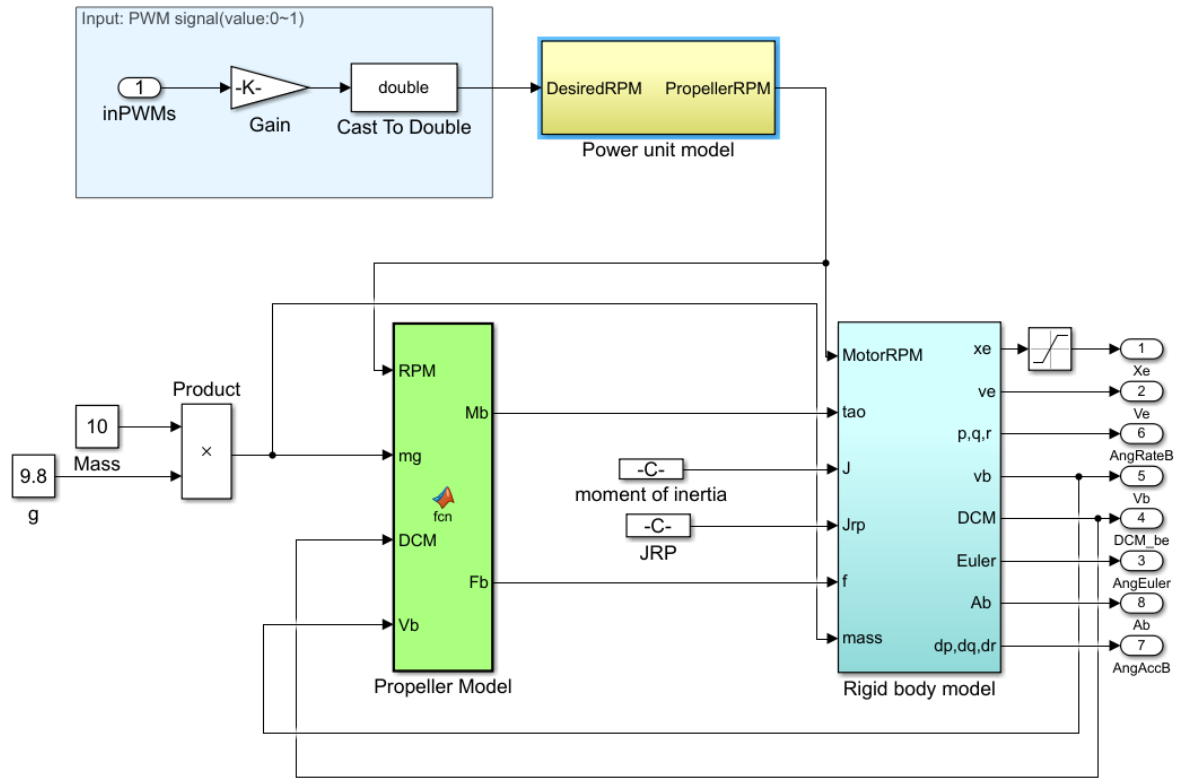 Input: PWM signal(value:0~1)
1
inPWMs
-K-
Gain
double
Cast To Double
DesiredRPM
PropellerRPM
Power unit model
9.8
g
10
Mass
Product
×
RPM
mg
DCM
Vb
Mb
Fb
fcn
Propeller Model
-C-
moment of inertia
-C-
JRP
MotorRPM
tao
J
Jrp
f
mass
xe
ve
p,q,r
vb
DCM
Euler
Ab
dp,dq,dr
Rigid body model
1
Xe
2
Ve
6
AngRateB
5
Vb
4
DCM_be
3
AngEuler
8
Ab
7
AngAccB